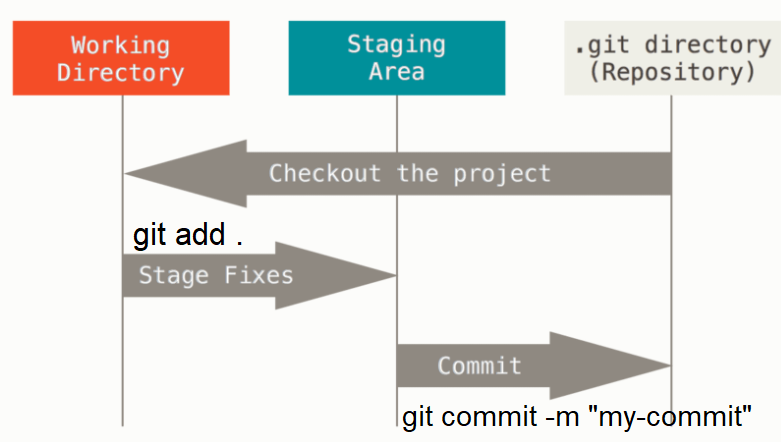 Working
Directory
Staging
Area
.git directory
(Repository)
Checkout the project
git add .
Stage Fixes
Commit
git commit -m "my-commit"